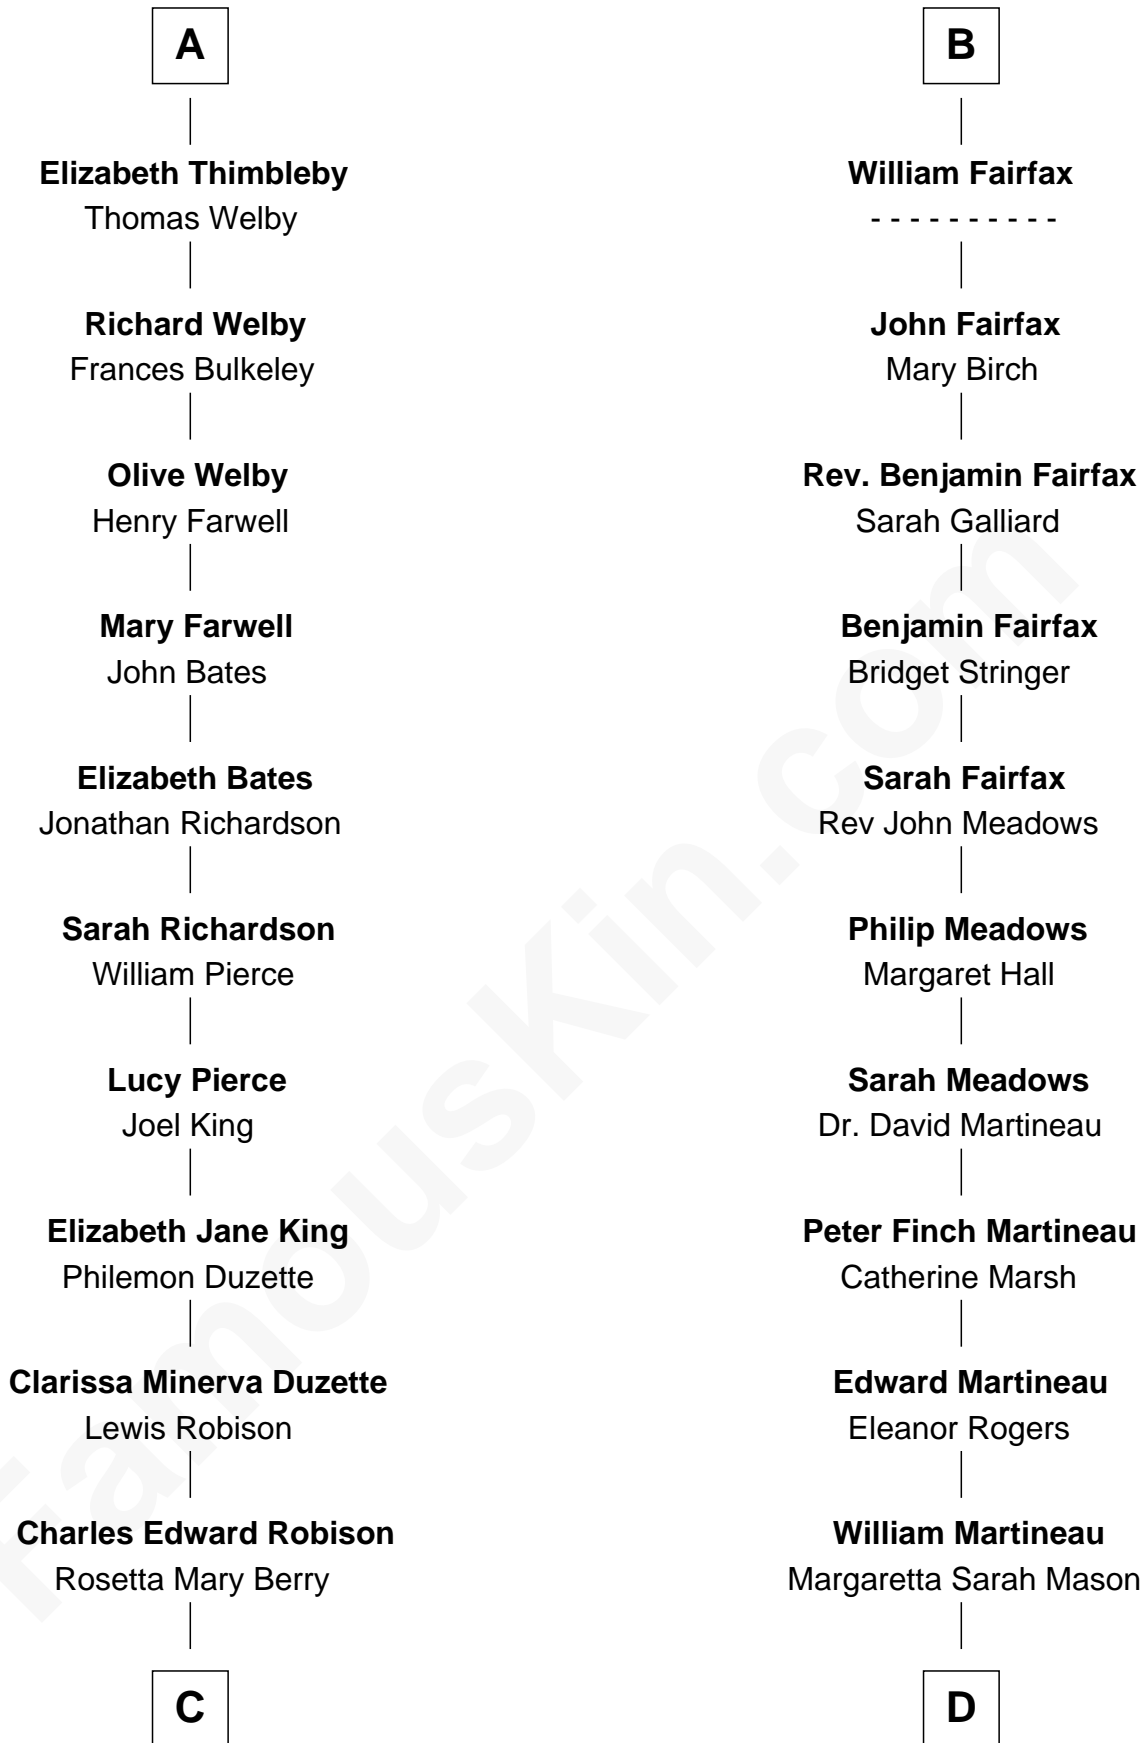 A
Elizabeth Thimbleby
Thomas Welby
Richard Welby
Frances Bulkeley
Olive Welby
Henry Farwell
Mary Farwell
John Bates
Elizabeth Bates
Jonathan Richardson
Sarah Richardson
William Pierce
Lucy Pierce
Joel King
Elizabeth Jane King
Philemon Duzette
Clarissa Minerva Duzette
Lewis Robison
Charles Edward Robison
Rosetta Mary Berry
C
B
William Fairfax
- - - - - - - - - -
John Fairfax
Mary Birch
Rev. Benjamin Fairfax
Sarah Galliard
Benjamin Fairfax
Bridget Stringer
Sarah Fairfax
Rev John Meadows
Philip Meadows
Margaret Hall
Sarah Meadows
Dr. David Martineau
Peter Finch Martineau
Catherine Marsh
Edward Martineau
Eleanor Rogers
William Martineau
Margaretta Sarah Mason
D
FamousKin.com